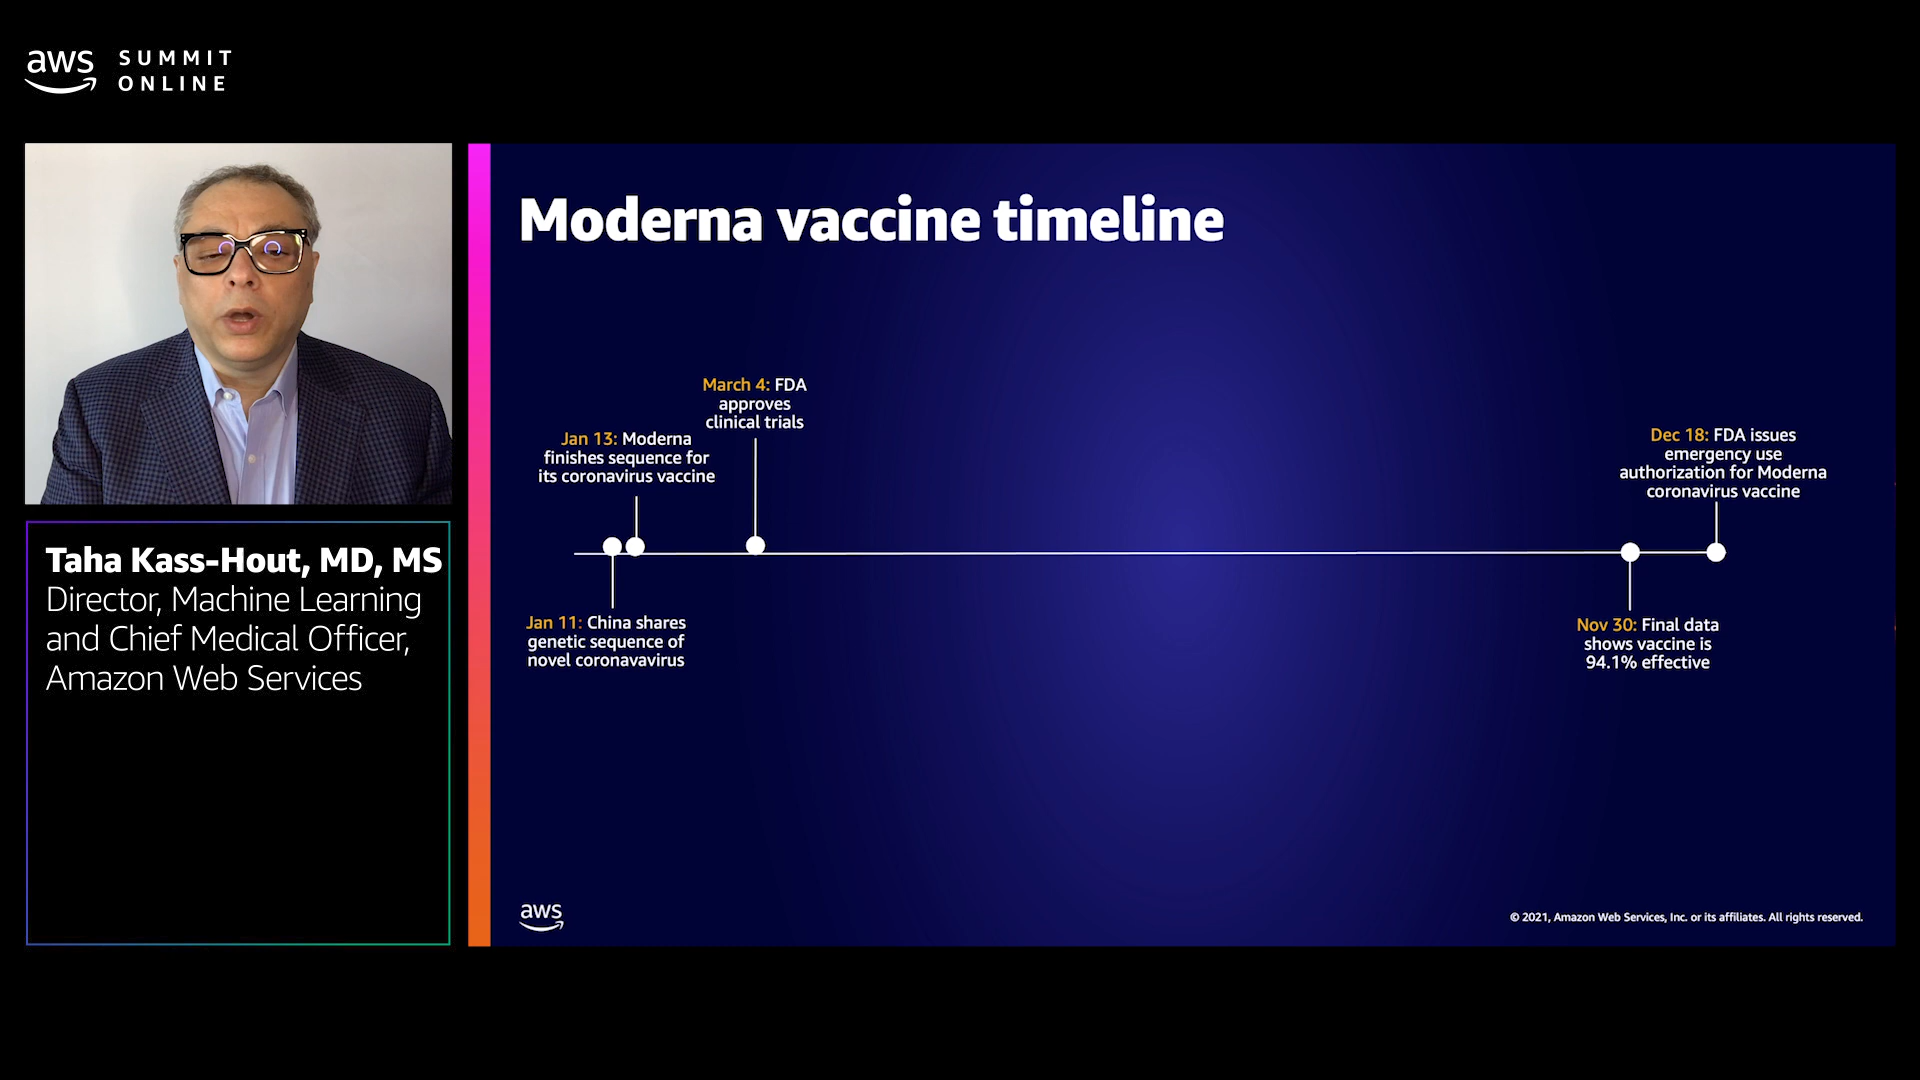 aws SUMMIT
ONLINE
Taha Kass-Hout, MD, MS
Director, Machine Learning
and Chief Medical Officer,
Amazon Web Services
Moderna vaccine timeline
Jan 11: China shares
genetic sequence of
novel coronavavirus
Jan 13: Moderna
finishes sequence for
its coronavirus vaccine
March 4: FDA
approves
clinical trials
Nov 30: Final data
shows vaccine is
94.1% effective
Dec 18: FDA issues
emergency use
authorization for Moderna
coronavirus vaccine
aws
© 2021, Amazon Web Services, Inc. or its affiliates. All rights reserved.